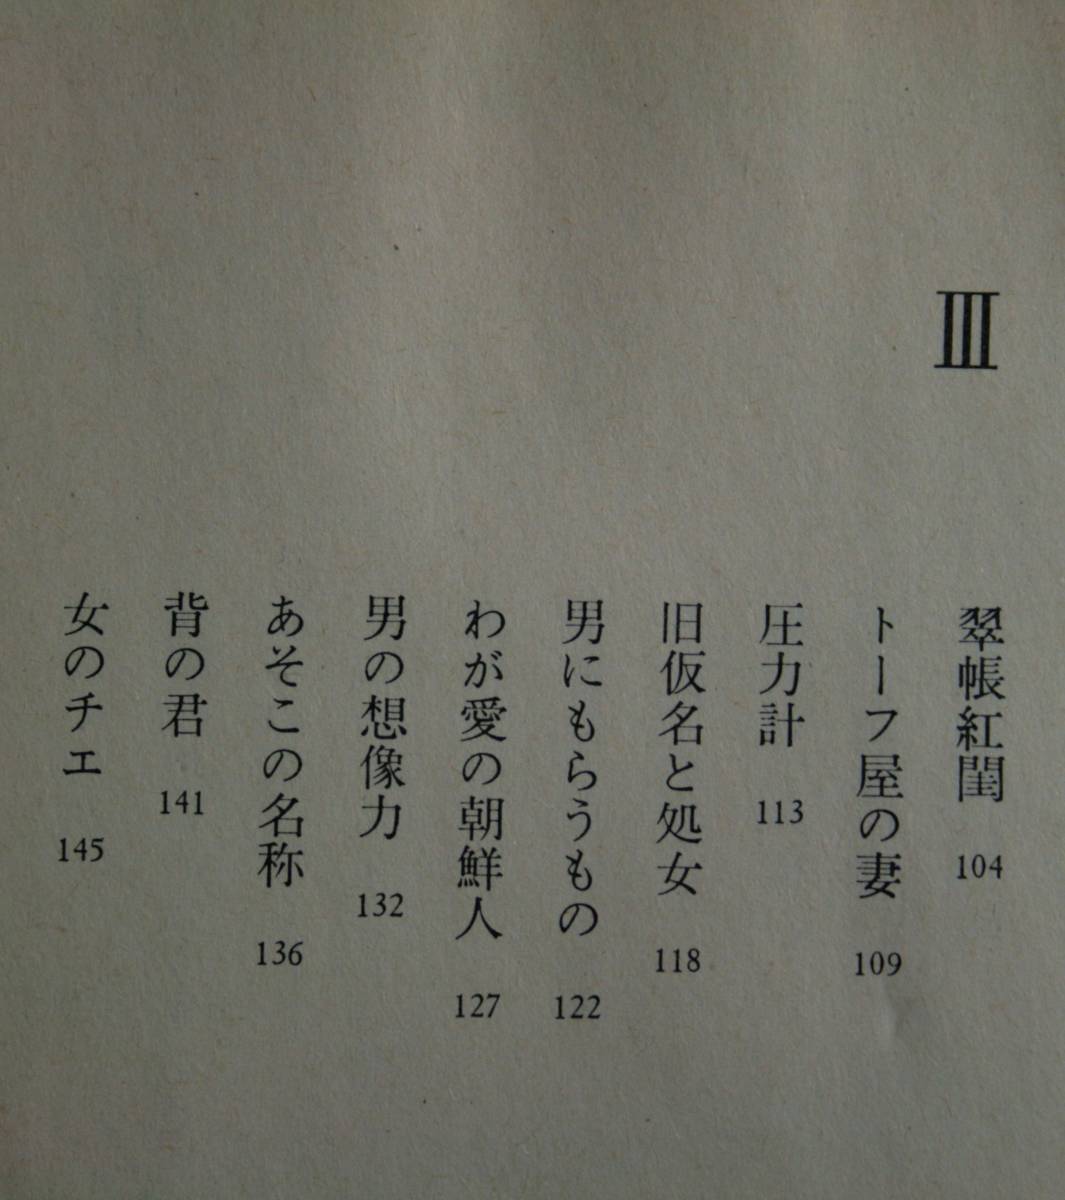 Ⅲ
翠帳紅閨 104
トーフ屋の妻 109
圧力計 113
旧仮名と処女 118
男にもらうもの 122
わが愛の朝鮮人 127
男の想像力 132
あそこの名称 136
背の君 141
女のチエ 145